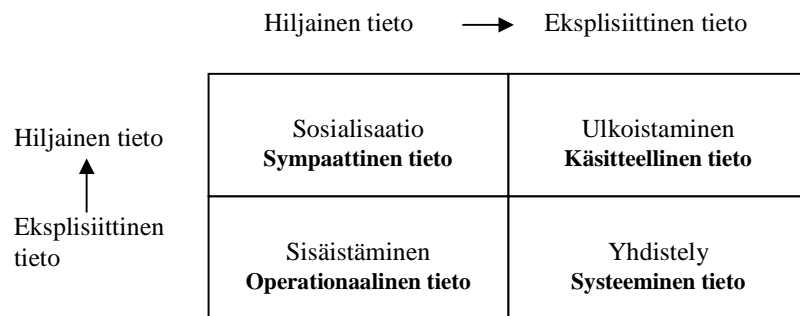 Hiljainen tieto Eksplisiittinen tieto
Hiljainen tieto
Eksplisiittinen
tieto
Sosialisaatio
Sympaattinen tieto
Ulkoistaminen
Käsitteellinen tieto
Sisäistäminen
Operationaalinen tieto
Yhdistely
Systeeminen tieto